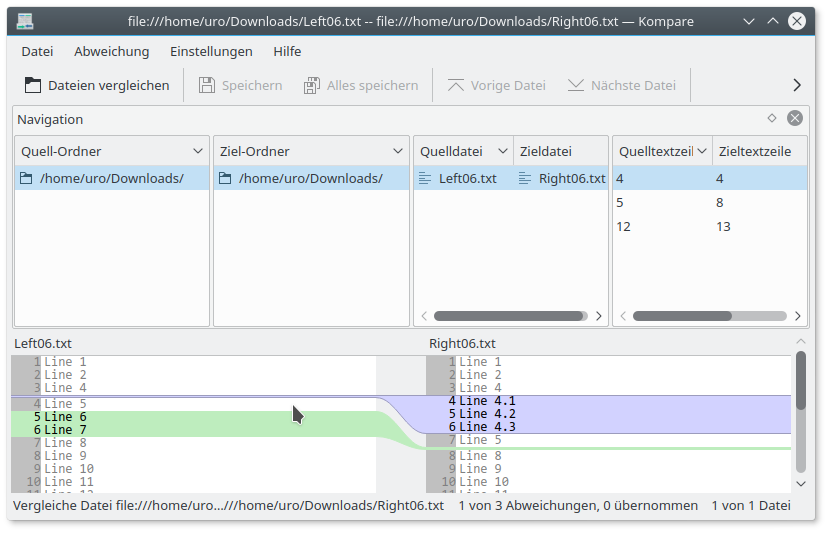 file:///home/uro/Downloads/Left06.txt -- file:///home/uro/Downloads/Right06.txt — Kompare
Datei Abweichung Einstellungen Hilfe
Dateien vergleichen Speichern Alles speichern Vorige Datei Nächste Datei
Navigation
Quell-Ordner Ziel-Ordner Quelldatei Zieldatei Quelltextzeil Zieltextzeile
/home/uro/Downloads/ /home/uro/Downloads/ Left06.txt Right06.txt 4 4
5 8
12 13
Left06.txt Right06.txt
1 Line 1 1 Line 1
2 Line 2 2 Line 2
3 Line 4 3 Line 4
4 Line 5 4 Line 4.1
5 Line 6 5 Line 4.2
6 Line 7 6 Line 4.3
7 Line 8 7 Line 5
8 Line 9 8 Line 8
9 Line 10 9 Line 9
10 Line 11 10 Line 10
Vergleiche Datei file:///home/uro...///home/uro/Downloads/Right06.txt 1 von 3 Abweichungen, 0 übernommen 1 von 1 Datei